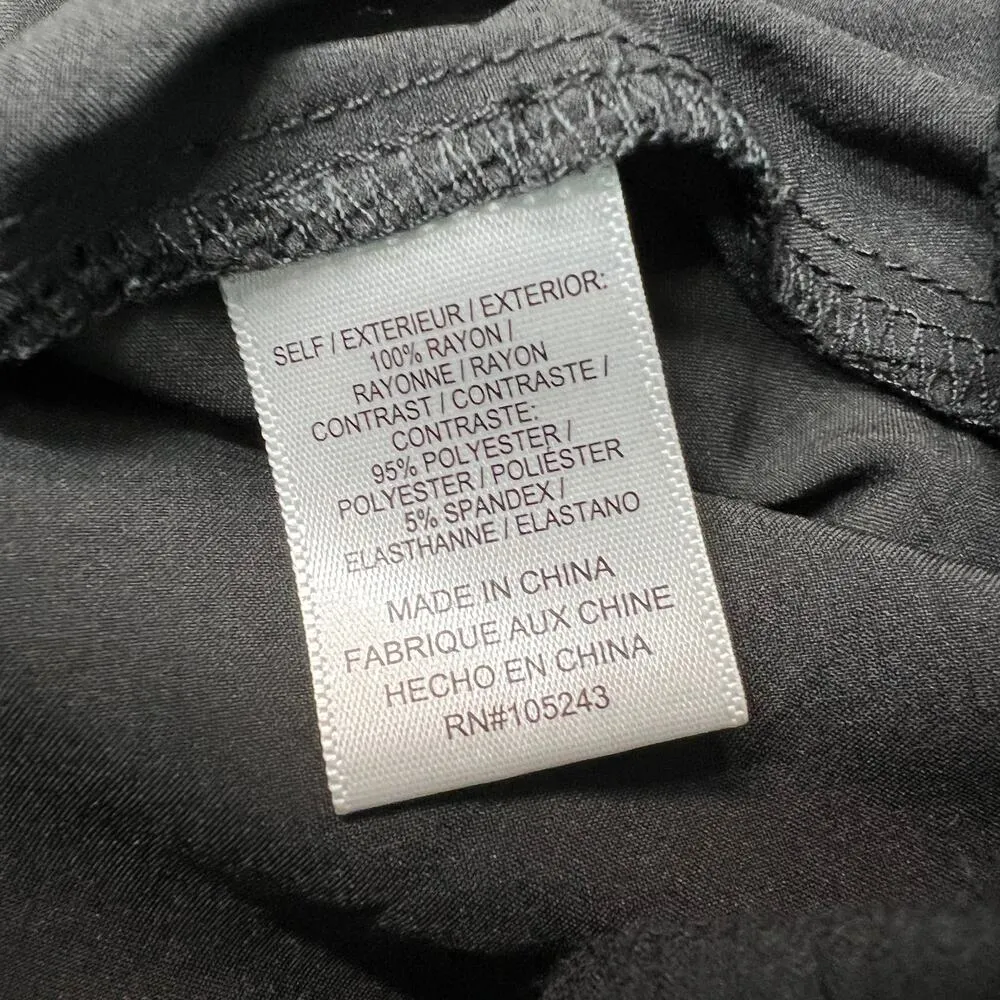 SELF / EXTERIEUR / EXTERIOR:
100% RAYON /
RAYONNE / RAYON
CONTRAST / CONTRASTE /
CONTRASTE:
95% POLYESTER /
POLYESTER / POLIÉSTER
5% SPANDEX /
ELASTHANNE / ELASTANO
MADE IN CHINA
FABRIQUE AUX CHINE
HECHO EN CHINA
RN#105243